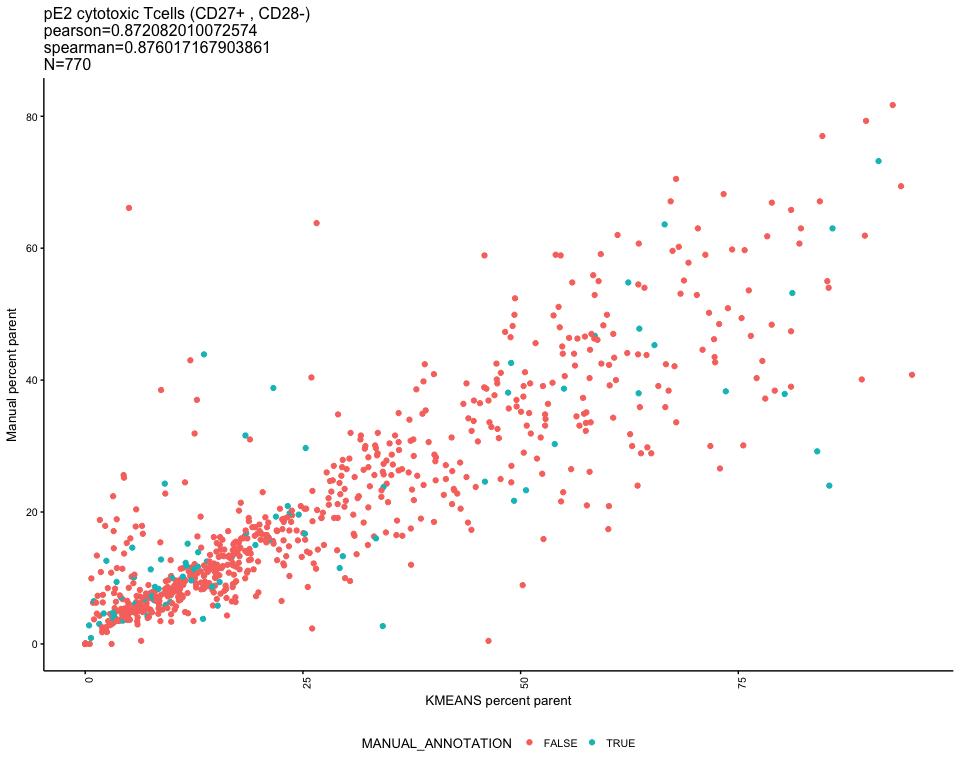 pE2 cytotoxic Tcells (CD27+ , CD28-)
pearson=0.872082010072574
spearman=0.876017167903861
N=770
80
60
40
20
0
Manual percent parent
0
25
50
75
KMEANS percent parent
MANUAL_ANNOTATION FALSE TRUE